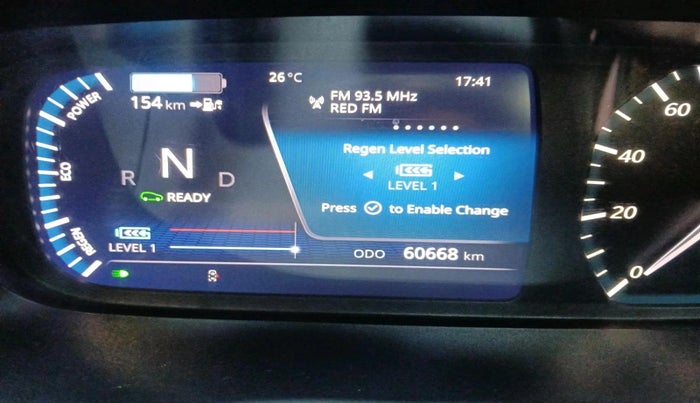 26 °C
17:41
154 km
FM 93.5 MHz
RED FM
POWER
ECO
REGEN
Regen Level Selection
LEVEL 1
Press to Enable Change
R N D
READY
LEVEL 1
ODO 60668 km
60
40
20
0